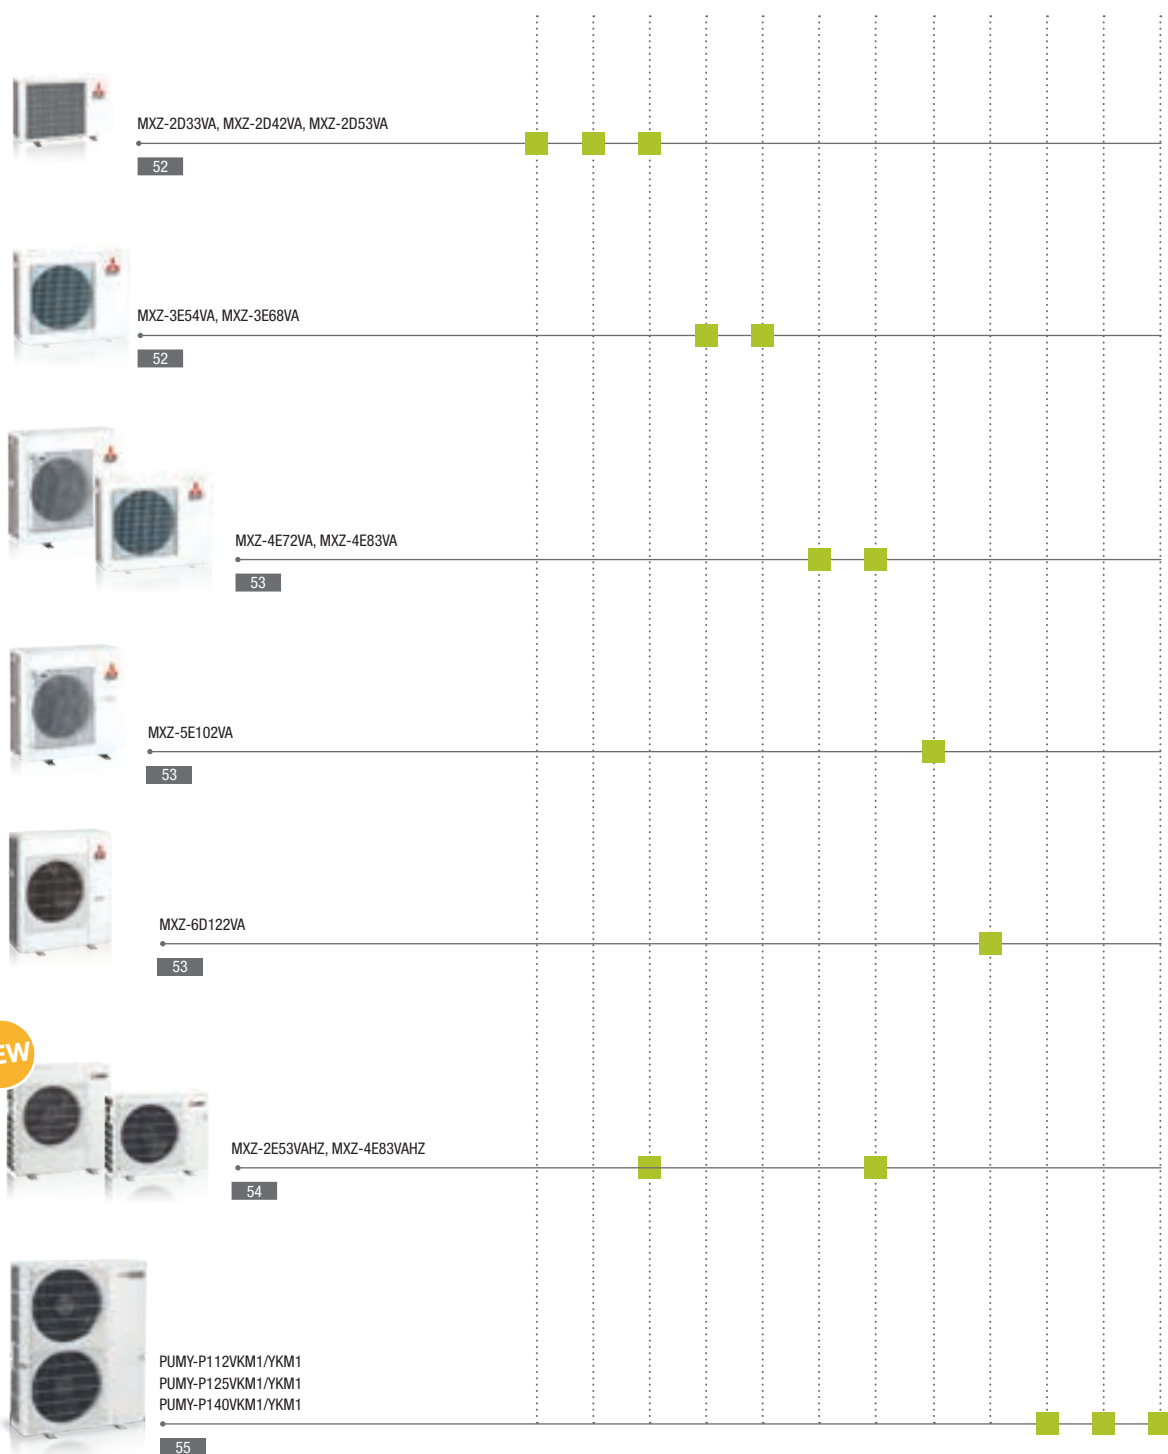 MXZ-2D33VA, MXZ-2D42VA, MXZ-2D53VA
52
MXZ-3E54VA, MXZ-3E68VA
52
MXZ-4E72VA, MXZ-4E83VA
53
MXZ-5E102VA
53
MXZ-6D122VA
53
EW
MXZ-2E53VAHZ, MXZ-4E83VAHZ
54
PUMY-P112VKM1/YKM1
PUMY-P125VKM1/YKM1
PUMY-P140VKM1/YKM1
55